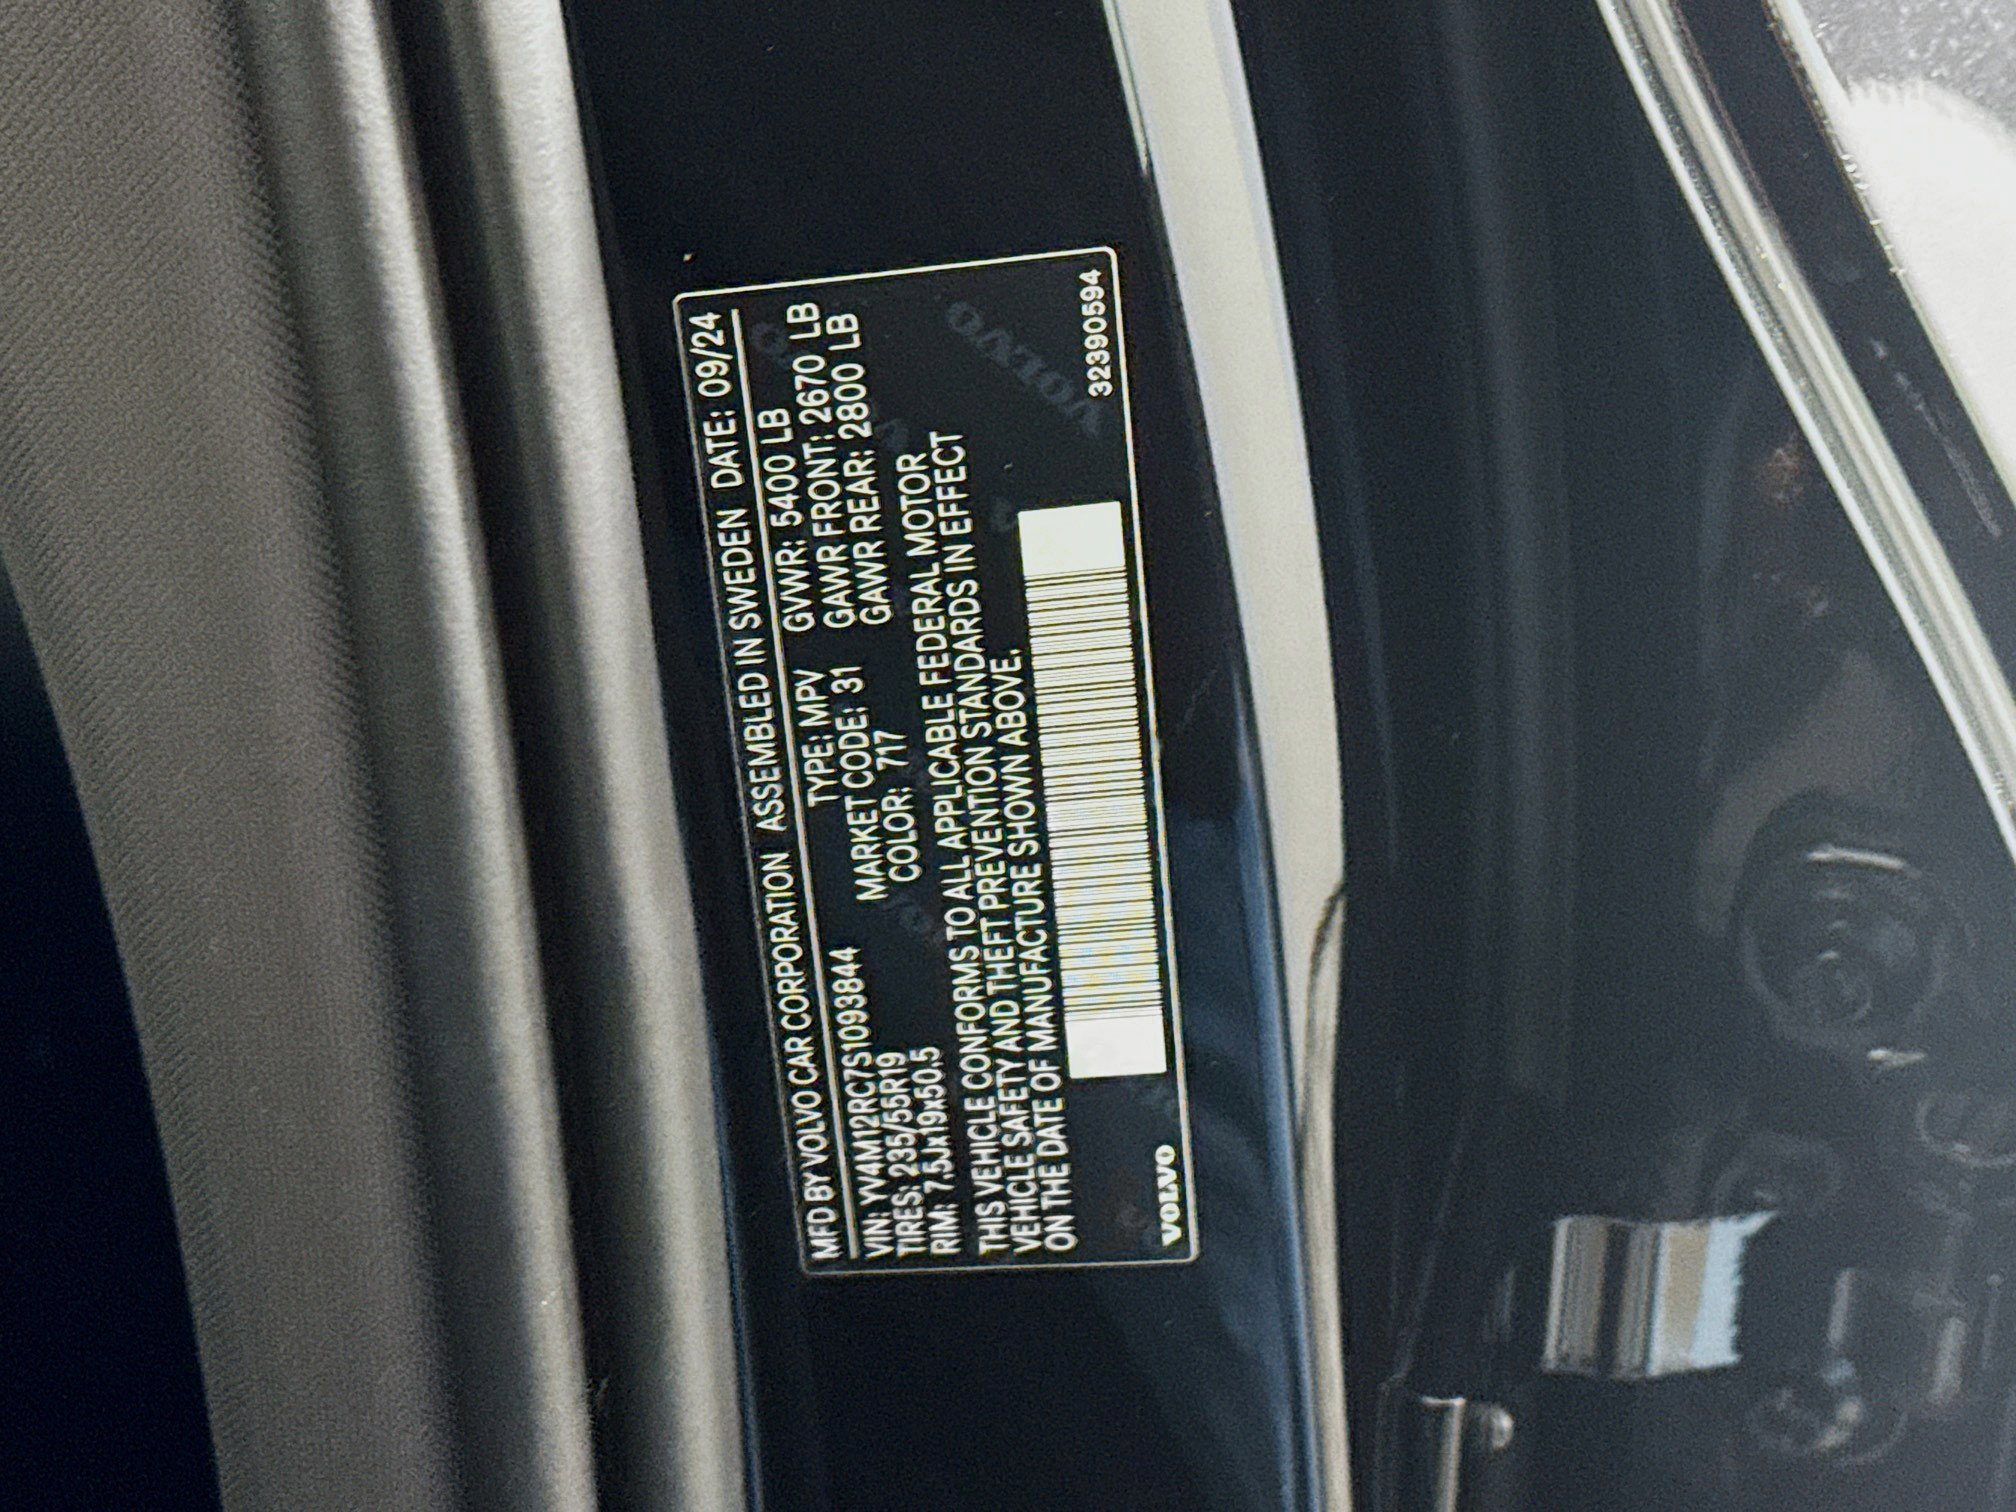 MFD BY VOLVO CAR CORPORATION ASSEMBLED IN SWEDEN DATE: 09/24
VIN: YV4M12RC7S1093844 TYPE: MPV GVWR: 5400 LB
TIRES: 235/55R19 MARKET CODE: 31 GAWR FRONT: 2670 LB
RIM: 7.5Jx19x50.5 COLOR: 717 GAWR REAR: 2800 LB
THIS VEHICLE CONFORMS TO ALL APPLICABLE FEDERAL MOTOR
VEHICLE SAFETY AND THEFT PREVENTION STANDARDS IN EFFECT
ON THE DATE OF MANUFACTURE SHOWN ABOVE.
VOLVO 32390594
VOLVO